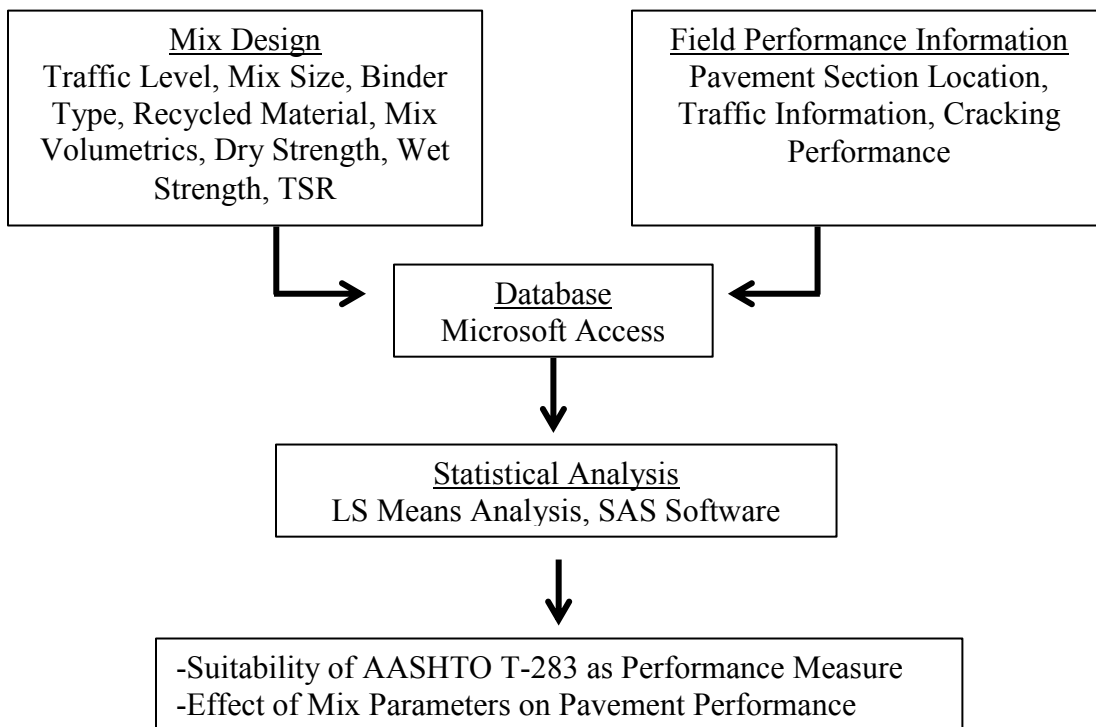 Mix Design
Traffic Level, Mix Size, Binder
Type, Recycled Material, Mix
Volumetrics, Dry Strength, Wet
Strength, TSR
Field Performance Information
Pavement Section Location,
Traffic Information, Cracking
Performance
Database
Microsoft Access
Statistical Analysis
LS Means Analysis, SAS Software
-Suitability of AASHTO T-283 as Performance Measure
-Effect of Mix Parameters on Pavement Performance